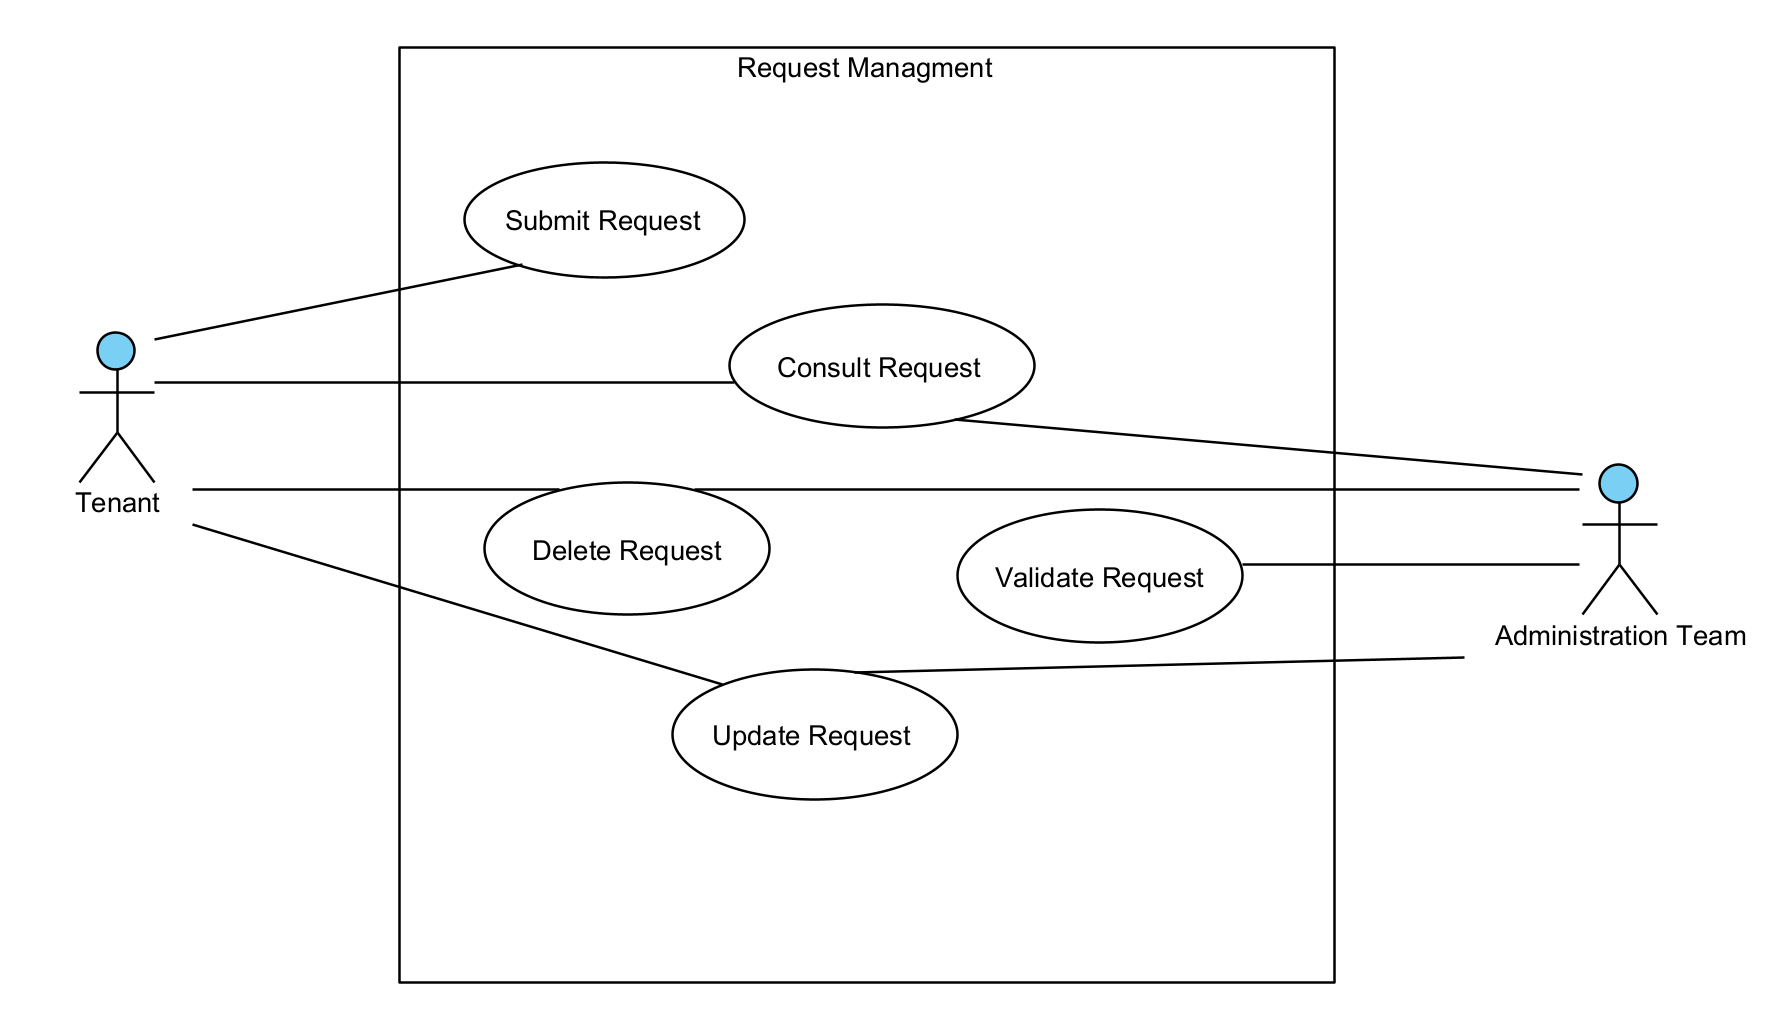 Request Managment
Submit Request
Consult Request
Tenant
Delete Request
Validate Request
Administration Team
Update Request